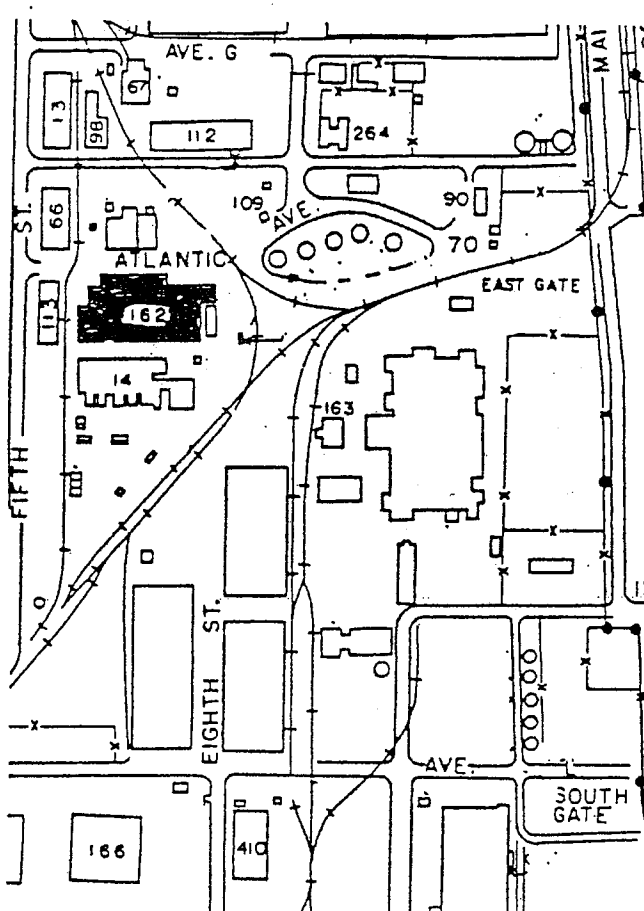 AVE. G
MAI
67
13
98
112
264
109
AVE.
90
66
ST.
70
ATLANTIC
EAST GATE
113
162
14
163
FIFTH
EIGHTH ST.
AVE.
SOUTH
GATE
166
410